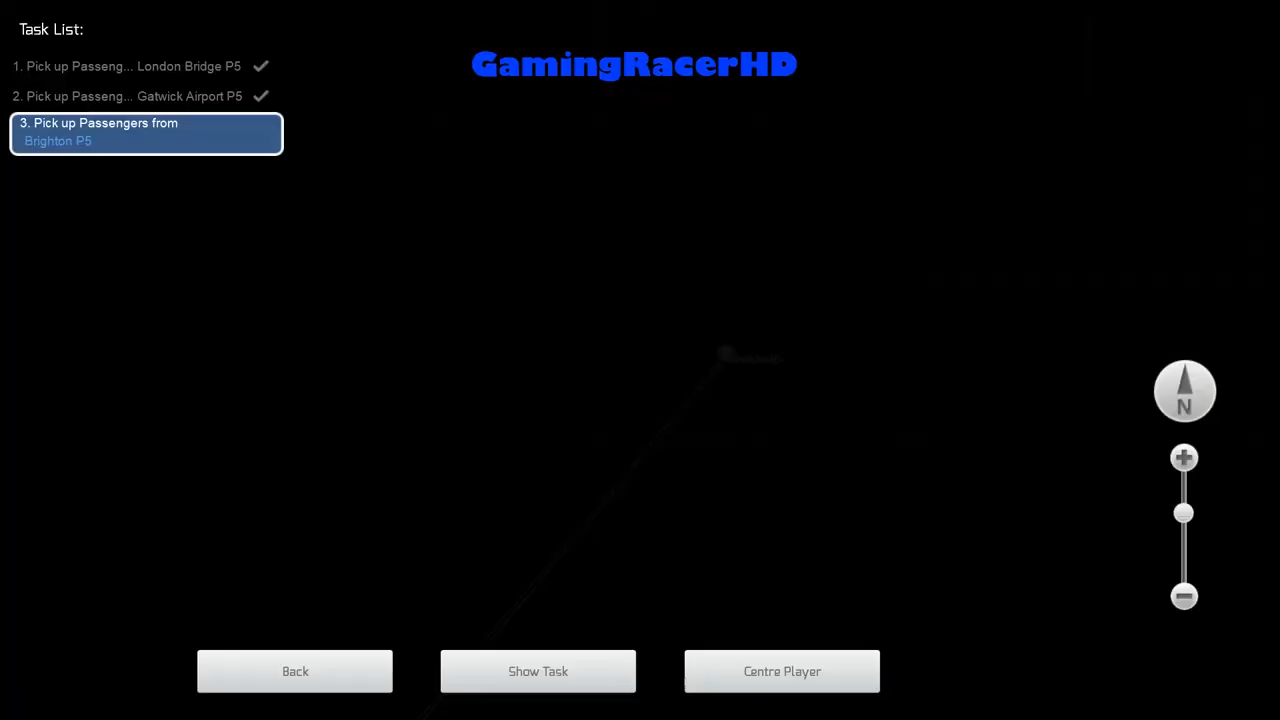 Task List:
GamingRacerHD
1. Pick up Passeng... London Bridge P5
2. Pick up Passeng... Gatwick Airport P5
3. Pick up Passengers from
Brighton P5
N
Back
Show Task
Centre Player